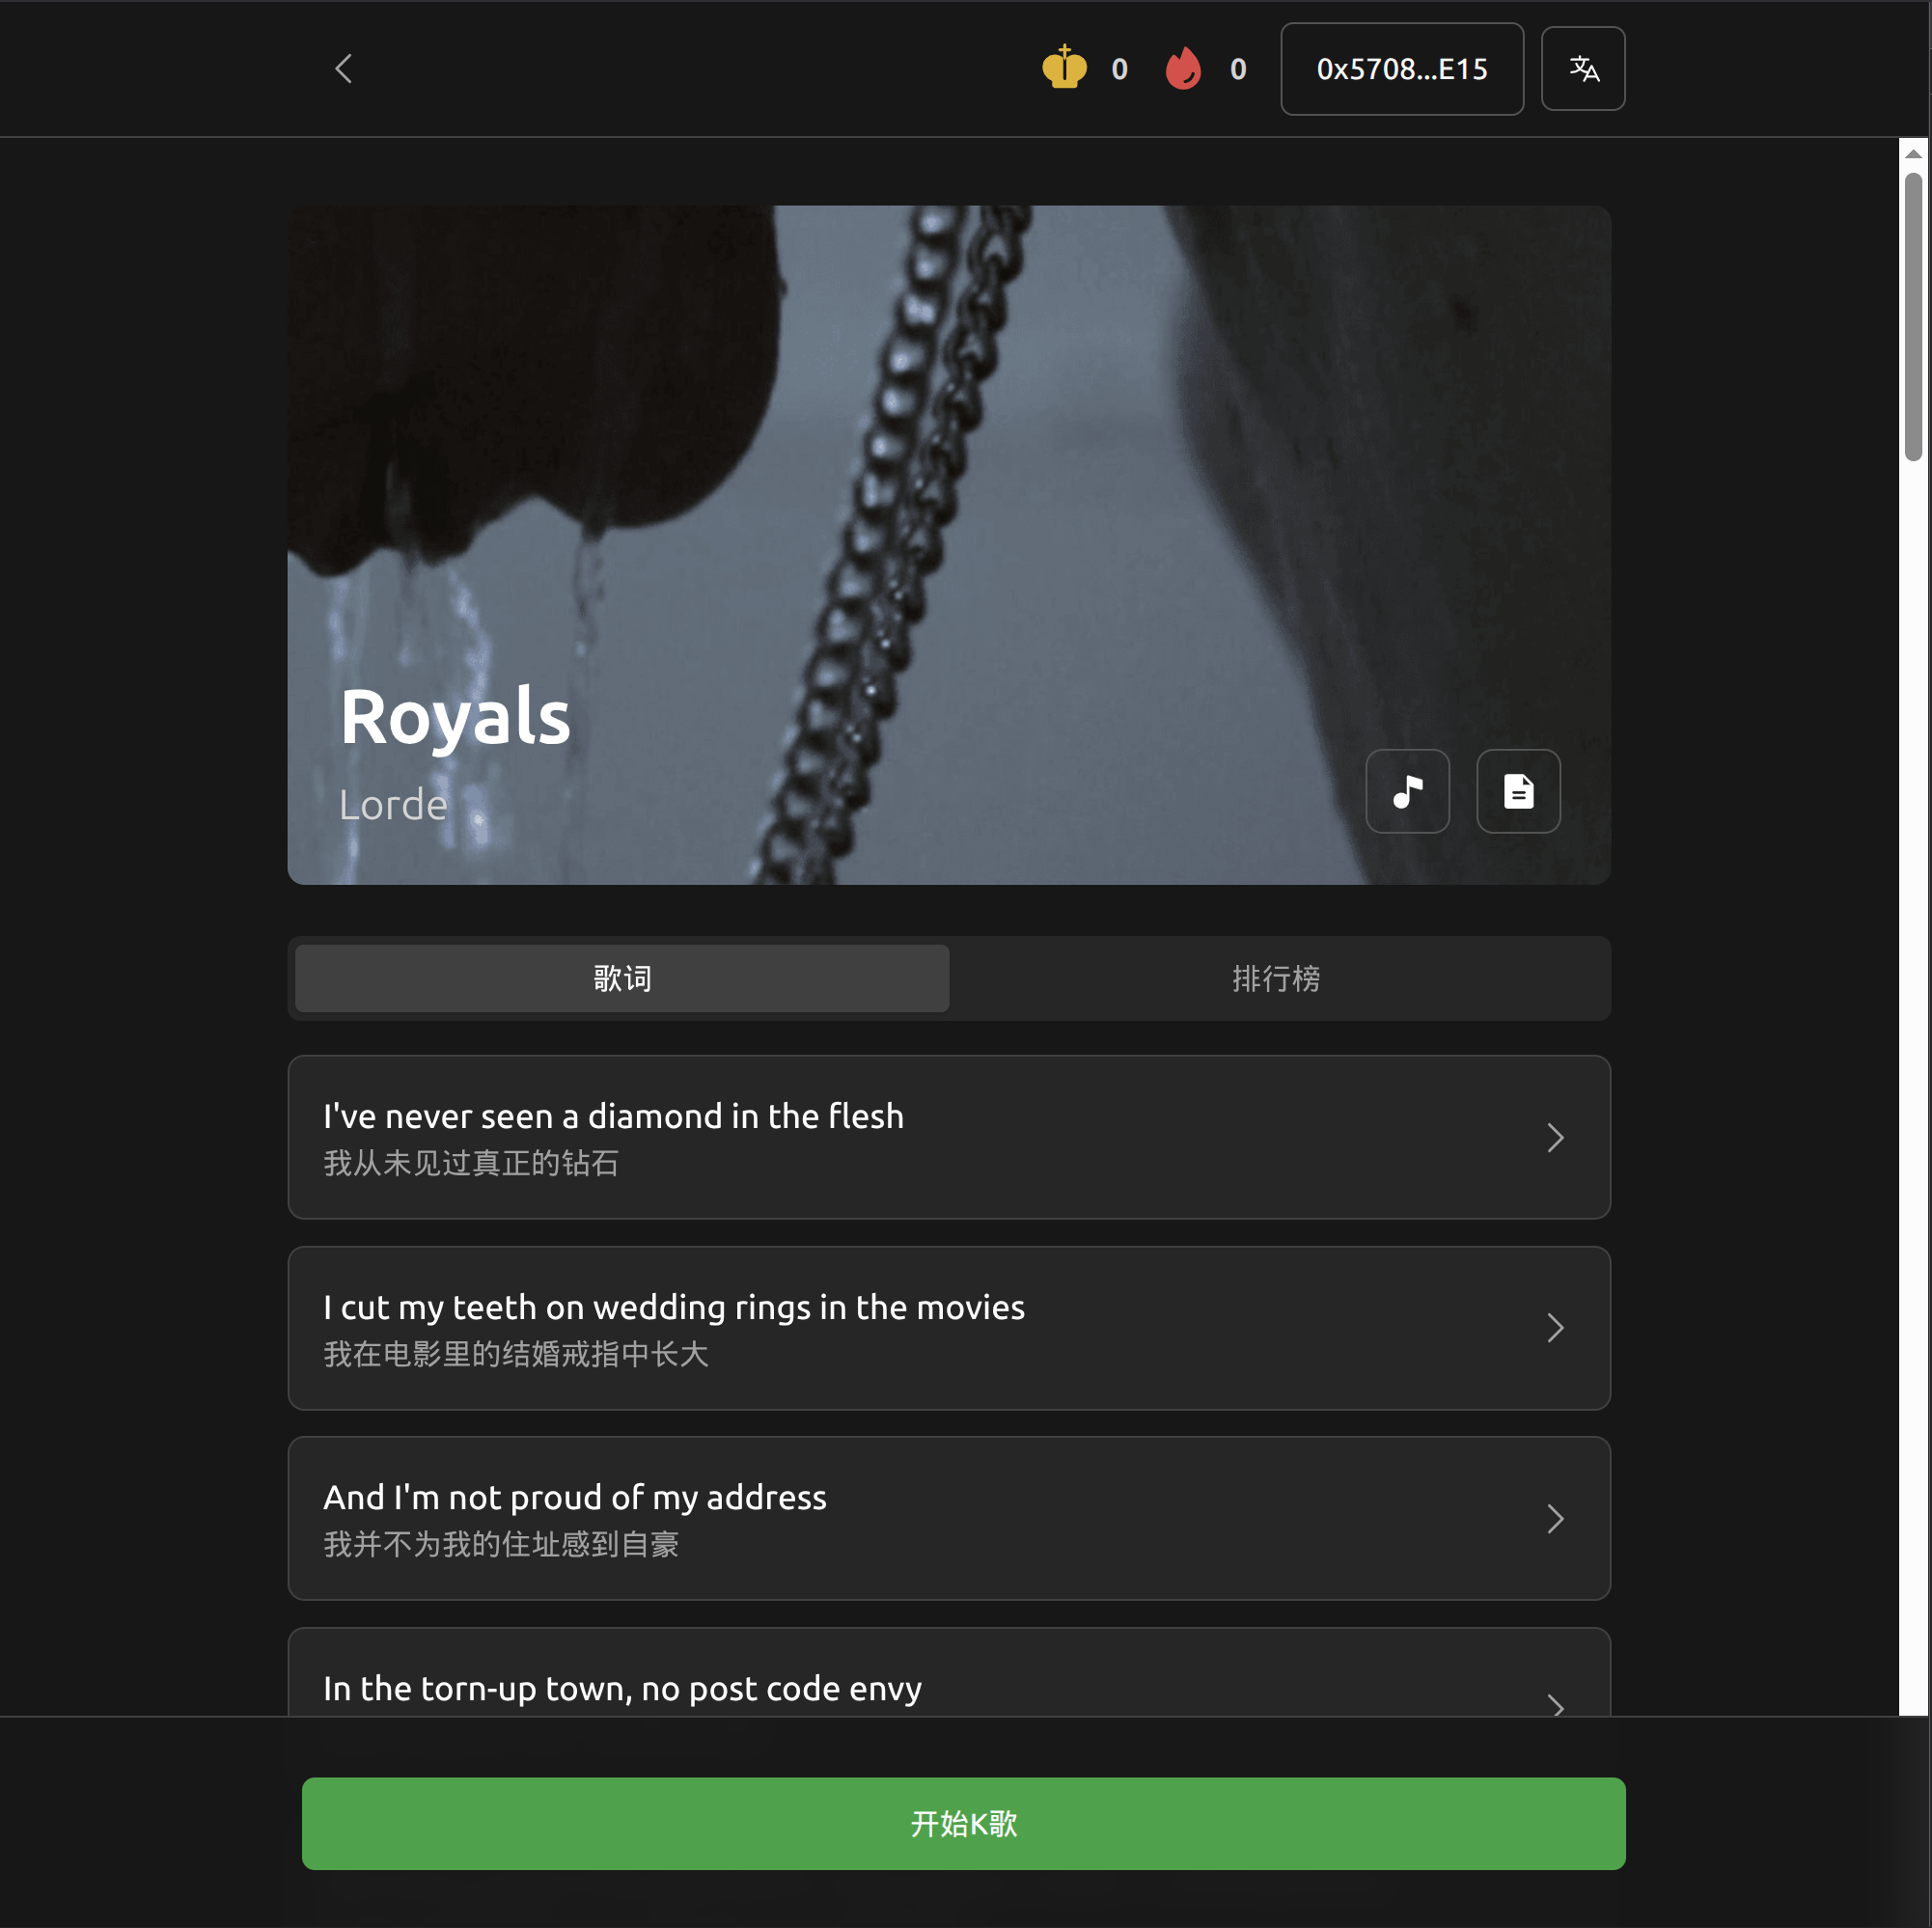 0
0
0x5708...E15
文A
Royals
Lorde
歌词
排行榜
I've never seen a diamond in the flesh
我从未见过真正的钻石
I cut my teeth on wedding rings in the movies
我在电影里的结婚戒指中长大
And I'm not proud of my address
我并不为我的住址感到自豪
In the torn-up town, no post code envy
开始K歌